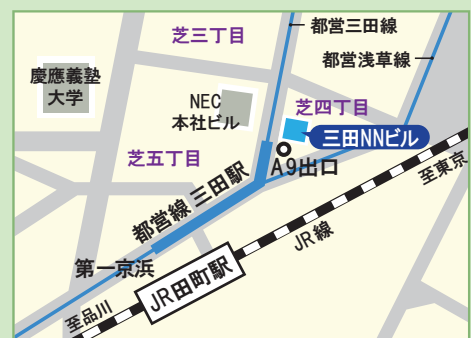 芝三丁目
都営三田線
都営浅草線
慶應義塾
大学
NEC
本社ビル
芝四丁目
三田NNビル
芝五丁目
A9出口
都営線 三田駅
至東京
JR線
第一京浜
JR田町駅
至品川